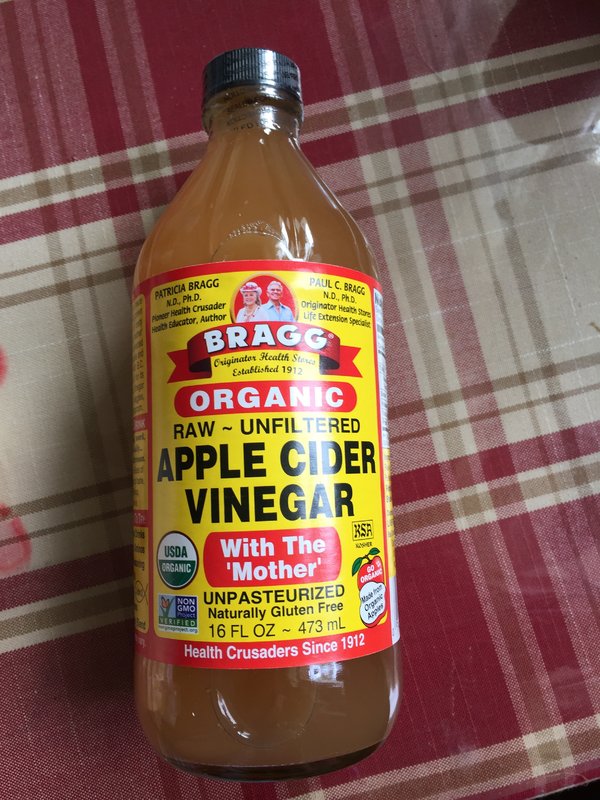 PATRICIA BRAGG
N.D., Ph.D.
Pioneer Health Crusader
Health Educator, Author
PAUL C. BRAGG
N.D., Ph.D.
Originator Health Stores
Life Extension Specialist
BRAGG®
Originator Health Stores
Established 1912
ORGANIC
RAW ~ UNFILTERED
APPLE CIDER
VINEGAR
With The
'Mother'
USDA
ORGANIC
KSA
KOSHER
GO
ORGANIC
Made from
Organic
Apples
NON
GMO
Project
VERIFIED
UNPASTEURIZED
Naturally Gluten Free
16 FL OZ ~ 473 mL
Health Crusaders Since 1912